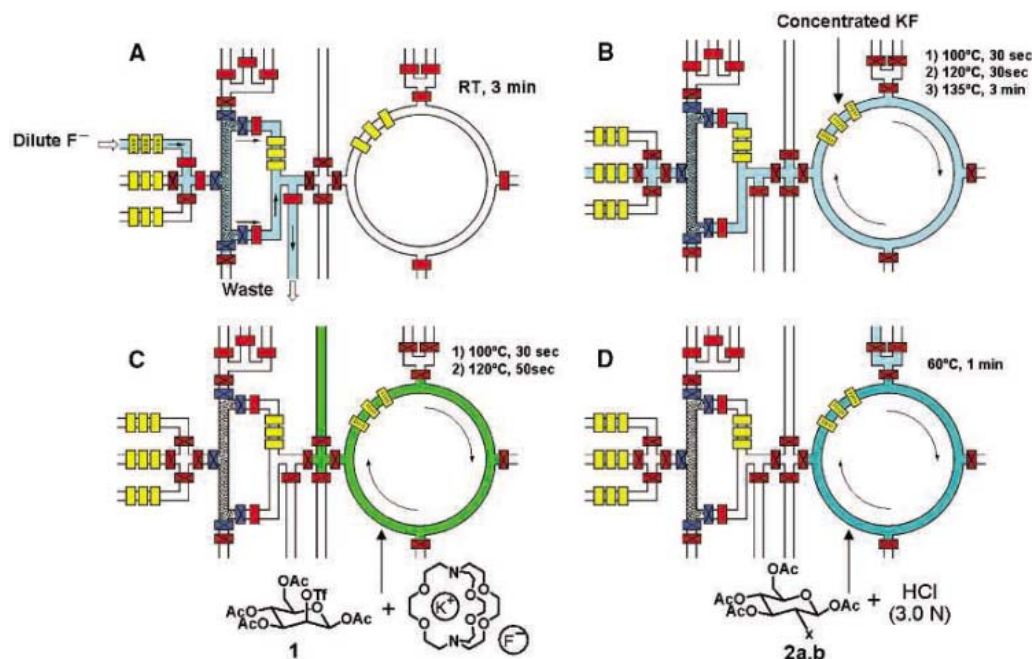 A
RT, 3 min
Dilute F⁻
Waste
B
Concentrated KF
1) 100ºC, 30 sec
2) 120ºC, 30sec
3) 135ºC, 3 min
C
1) 100ºC, 30 sec
2) 120ºC, 50sec
OAc
OTf
AcO
AcO
OAc
1
+
N
O
O
O
O
O
O
K⁺
N
F⁻
D
60ºC, 1 min
OAc
AcO
AcO
O
OAc
X
2a,b
+
HCl
(3.0 N)